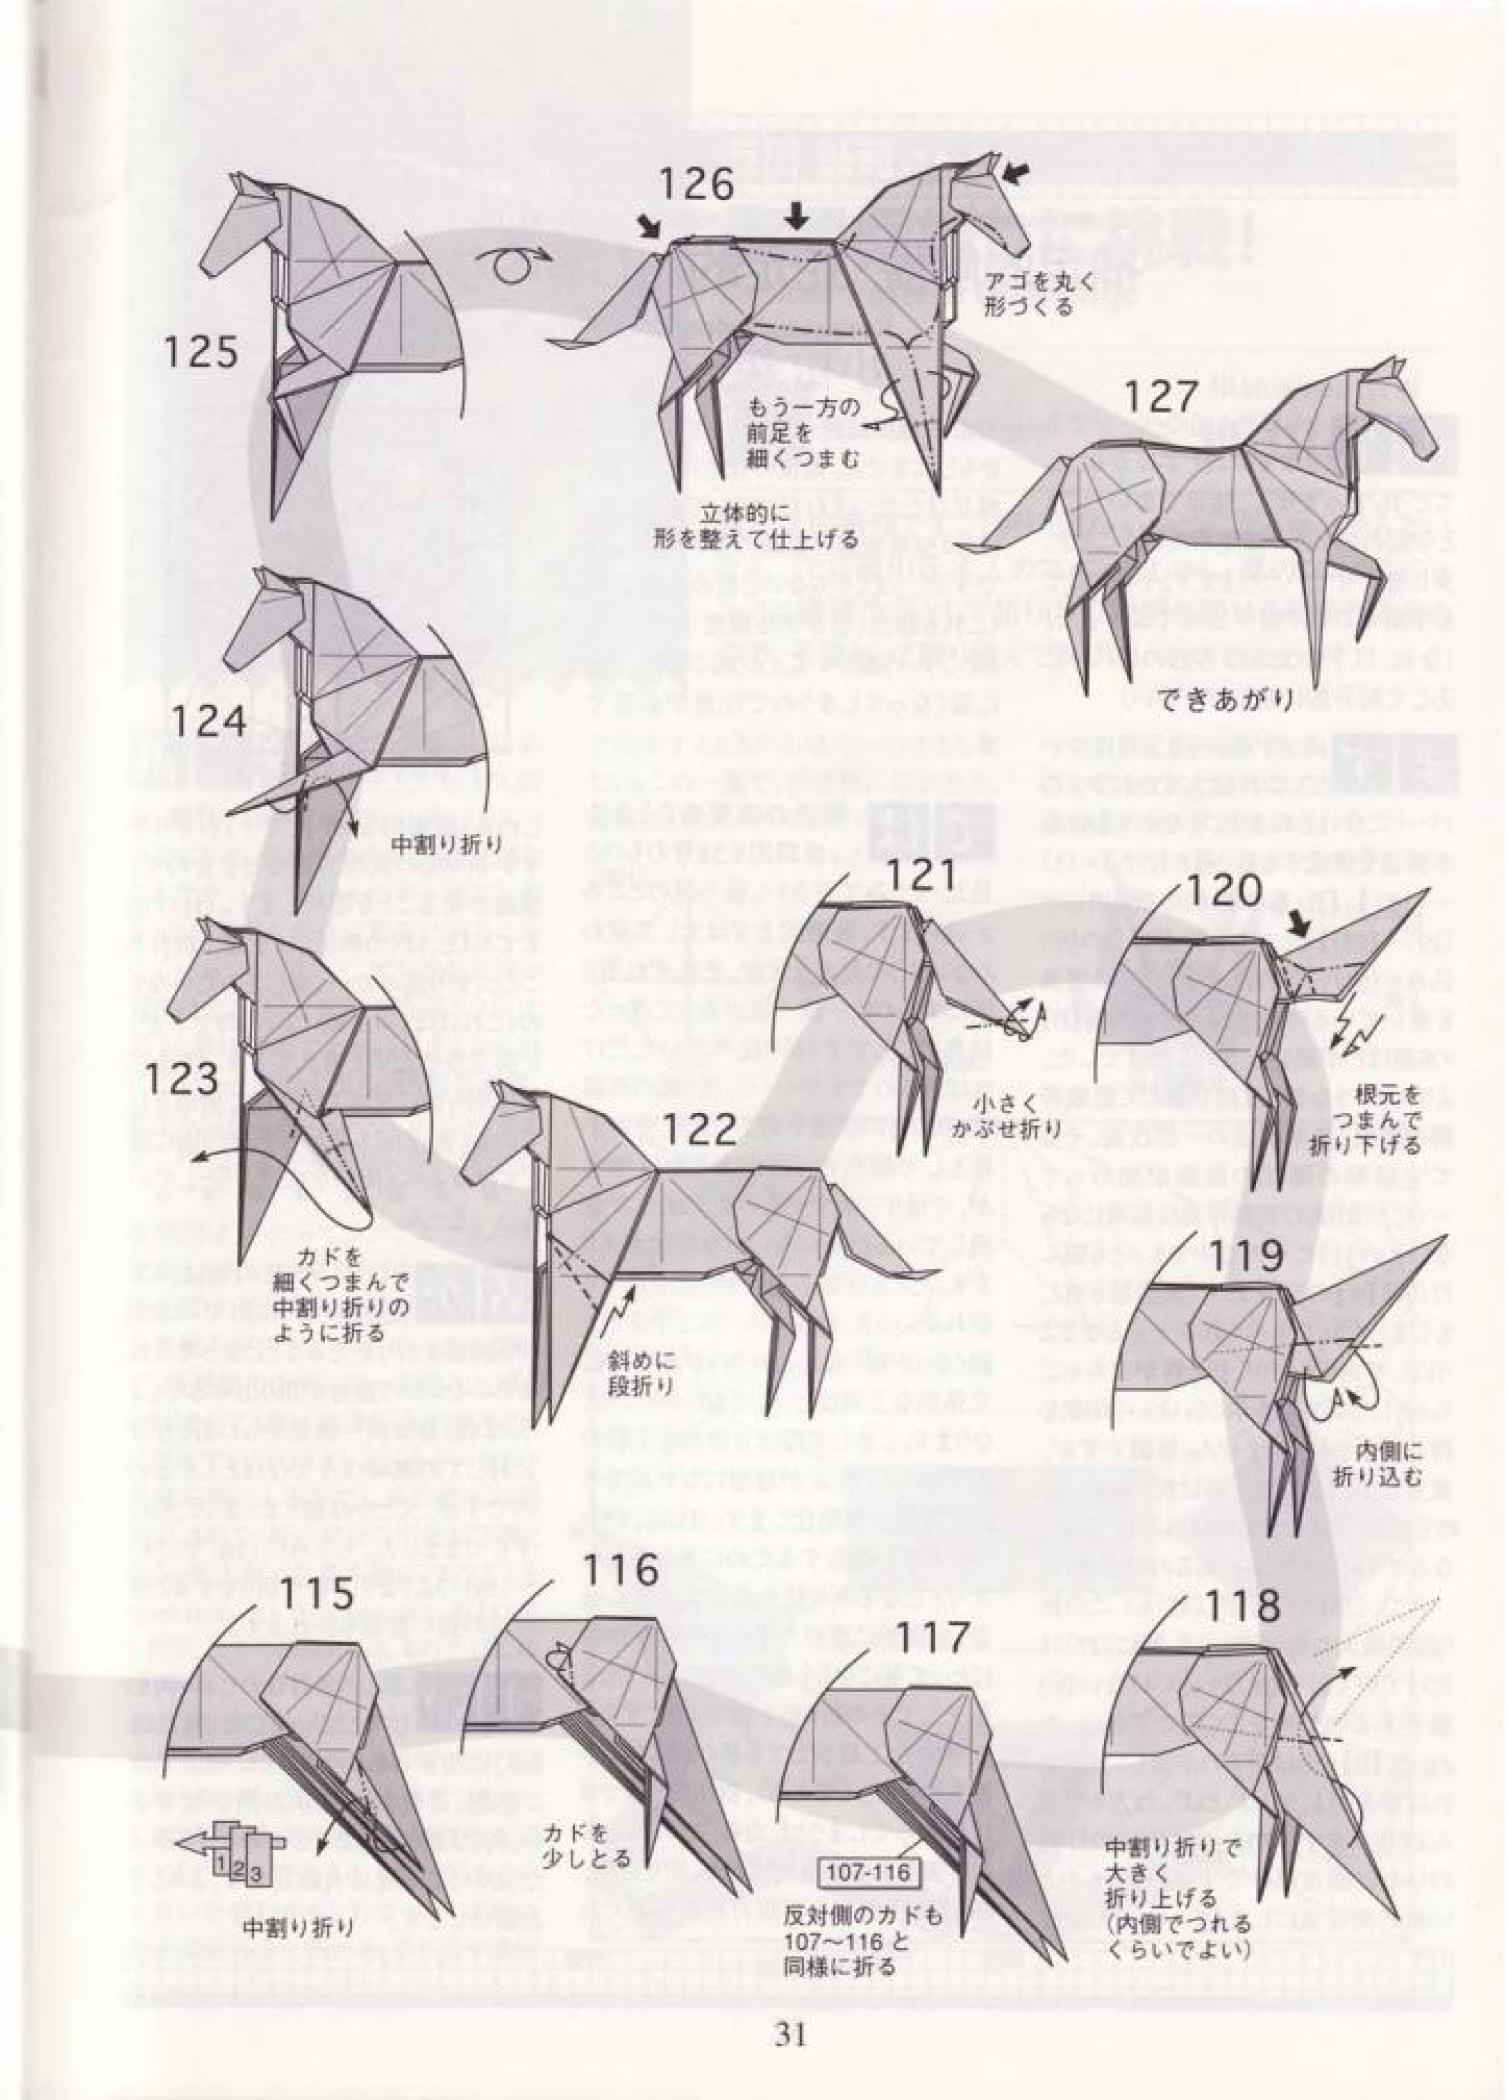 115
1 2 3
中割り折り
116
カドを
少しとる
117
107-116
反対側のカドも
107〜116 と
同様に折る
118
中割り折りで
大きく
折り上げる
(内側でつれる
くらいでよい)
119
内側に
折り込む
120
根元を
つまんで
折り下げる
121
小さく
かぶせ折り
122
斜めに
段折り
123
カドを
細くつまんで
中割り折りの
ように折る
124
中割り折り
125
126
アゴを丸く
形づくる
もう一方の
前足を
細くつまむ
立体的に
形を整えて仕上げる
127
できあがり
31